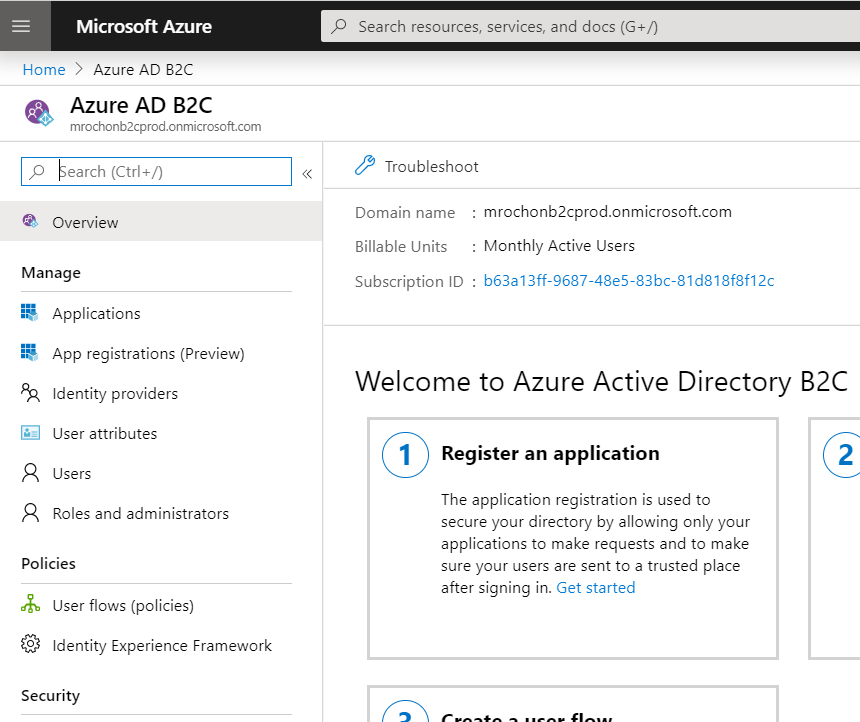 Microsoft Azure
Search resources, services, and docs (G+/)
Home > Azure AD B2C
Azure AD B2C
mrochonb2cprod.onmicrosoft.com
Search (Ctrl+/)
«
Overview
Manage
Applications
App registrations (Preview)
Identity providers
User attributes
Users
Roles and administrators
Policies
User flows (policies)
Identity Experience Framework
Security
Troubleshoot
Domain name : mrochonb2cprod.onmicrosoft.com
Billable Units : Monthly Active Users
Subscription ID : b63a13ff-9687-48e5-83bc-81d818f8f12c
Welcome to Azure Active Directory B2C
1 Register an application
The application registration is used to
secure your directory by allowing only your
applications to make requests and to make
sure your users are sent to a trusted place
after signing in. Get started
2
3 Create a user flow